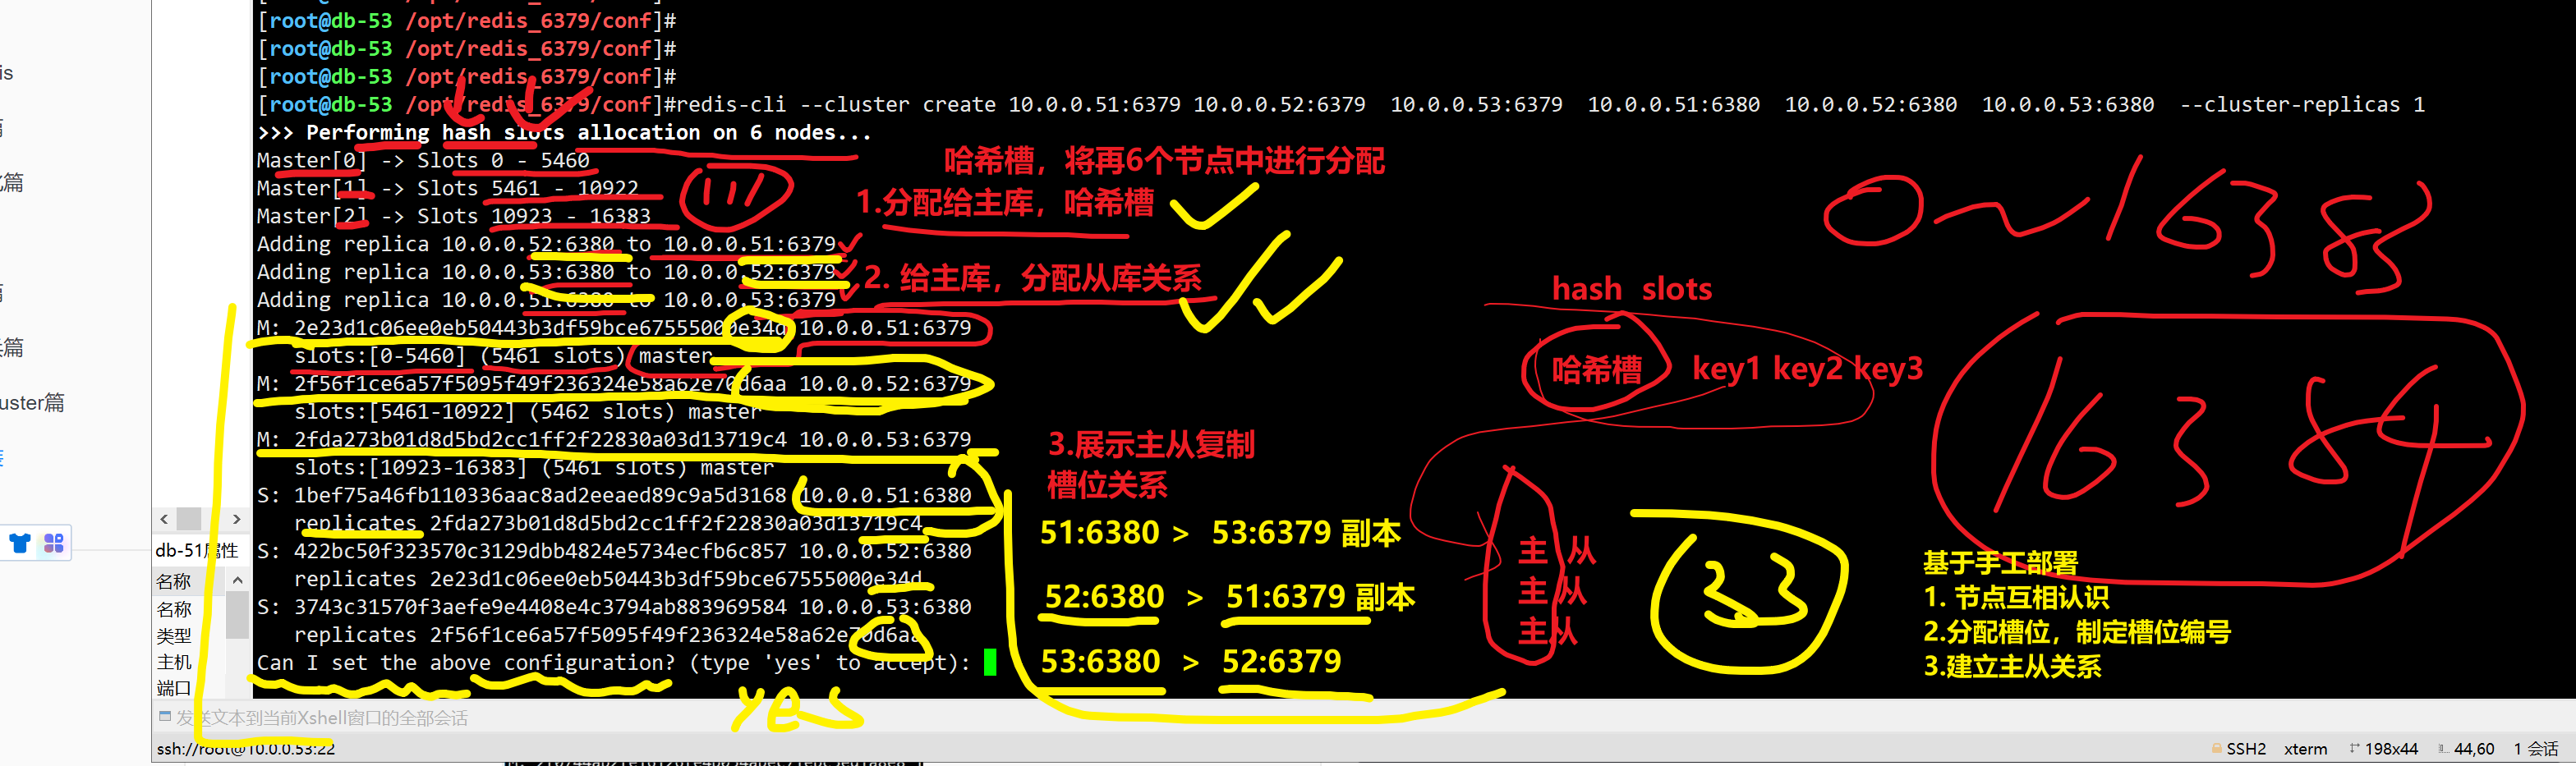 [root@db-53 /opt/redis_6379/conf]#
[root@db-53 /opt/redis_6379/conf]#
[root@db-53 /opt/redis_6379/conf]#
[root@db-53 /opt/redis_6379/conf]#redis-cli --cluster create 10.0.0.51:6379 10.0.0.52:6379  10.0.0.53:6379  10.0.0.51:6380  10.0.0.52:6380  10.0.0.53:6380  --cluster-replicas 1
>>> Performing hash slots allocation on 6 nodes...
Master[0] -> Slots 0 - 5460
Master[1] -> Slots 5461 - 10922
Master[2] -> Slots 10923 - 16383
Adding replica 10.0.0.52:6380 to 10.0.0.51:6379
Adding replica 10.0.0.53:6380 to 10.0.0.52:6379
Adding replica 10.0.0.51:6380 to 10.0.0.53:6379
M: 2e23d1c06ee0eb50443b3df59bce67555000e34d 10.0.0.51:6379
slots:[0-5460] (5461 slots) master
M: 2f56f1ce6a57f5095f49f236324e58a62e70d6aa 10.0.0.52:6379
slots:[5461-10922] (5462 slots) master
M: 2fda273b01d8d5bd2cc1ff2f22830a03d13719c4 10.0.0.53:6379
slots:[10923-16383] (5461 slots) master
S: 1bef75a46fb110336aac8ad2eeaed89c9a5d3168 10.0.0.51:6380
replicates 2fda273b01d8d5bd2cc1ff2f22830a03d13719c4
S: 422bc50f323570c3129dbb4824e5734ecfb6c857 10.0.0.52:6380
replicates 2e23d1c06ee0eb50443b3df59bce67555000e34d
S: 3743c31570f3aefe9e4408e4c3794ab883969584 10.0.0.53:6380
replicates 2f56f1ce6a57f5095f49f236324e58a62e70d6aa
Can I set the above configuration? (type 'yes' to accept):
yes
哈希槽，将再6个节点中进行分配
1.分配给主库，哈希槽
2. 给主库，分配从库关系
3.展示主从复制
槽位关系
51:6380 > 53:6379 副本
52:6380 > 51:6379 副本
53:6380 > 52:6379
hash slots
哈希槽 key1 key2 key3
主 从
主 从
主 从
33
16384
基于手工部署
1. 节点互相认识
2.分配槽位，制定槽位编号
3.建立主从关系
is
篇
uster篇
db-51属性
名称
名称
类型
主机
端口
发送文本到当前Xshell窗口的全部会话
ssh://root@10.0.0.53:22
SSH2 xterm 198x44 44,60 1 会话